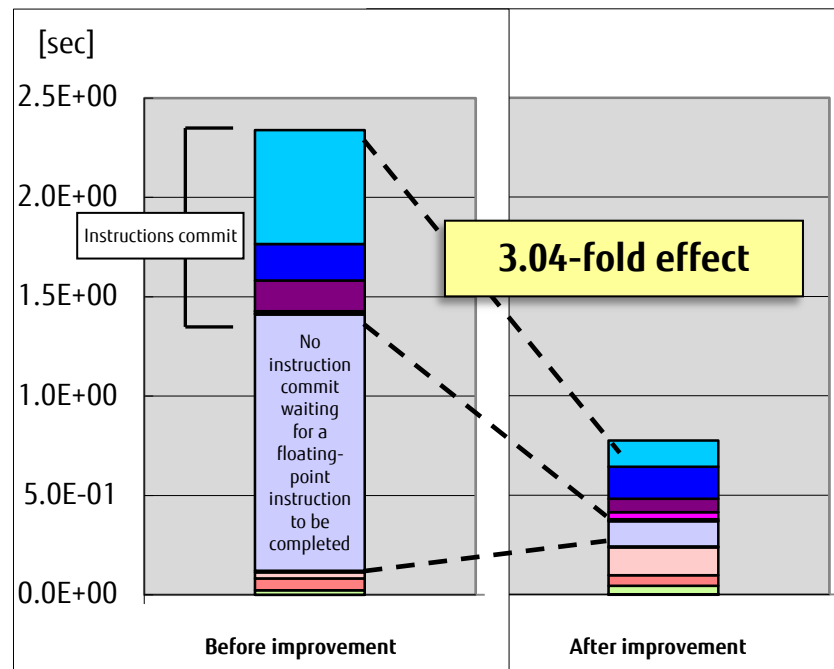 [sec]
2.5E+00
2.0E+00
Instructions commit
3.04-fold effect
1.5E+00
No
instruction
commit
waiting
for a
floating-
point
instruction
to be
completed
1.0E+00
5.0E-01
0.0E+00
Before improvement
After improvement